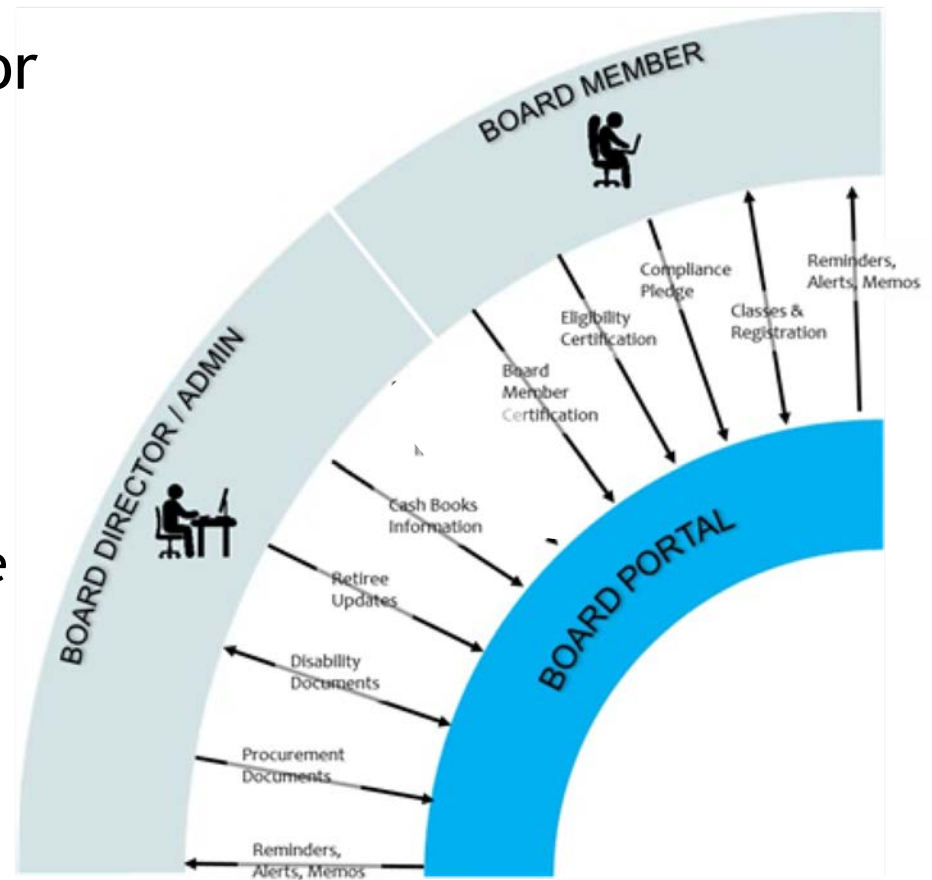 or
e
BOARD MEMBER
BOARD DIRECTOR / ADMIN
BOARD PORTAL
Reminders,
Alerts, Memos
Classes &
Registration
Compliance
Pledge
Eligibility
Certification
Board
Member
Certification
Cash Books
Information
Retiree
Updates
Disability
Documents
Procurement
Documents
Reminders,
Alerts, Memos